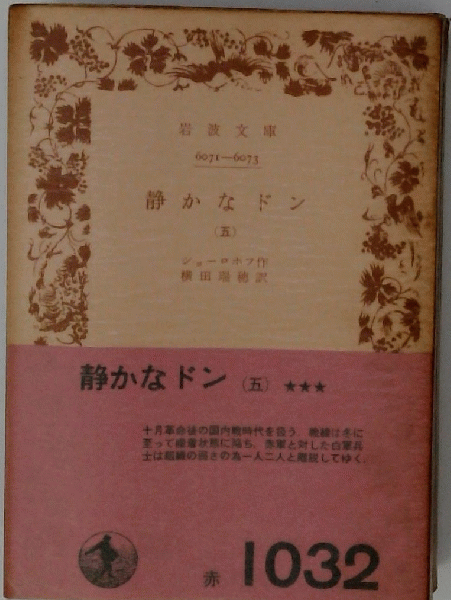 岩波文庫
6071—6073
静かなドン
(五)
ショーロホフ作
横田瑞穂訳
静かなドン (五) ★★★
十月革命後の国内戦時代を扱う。戦線は冬に
至って膠着状態に陥ち、赤軍と対した白軍兵
士は組織の弱さの為一人二人と離脱してゆく。
赤 1032